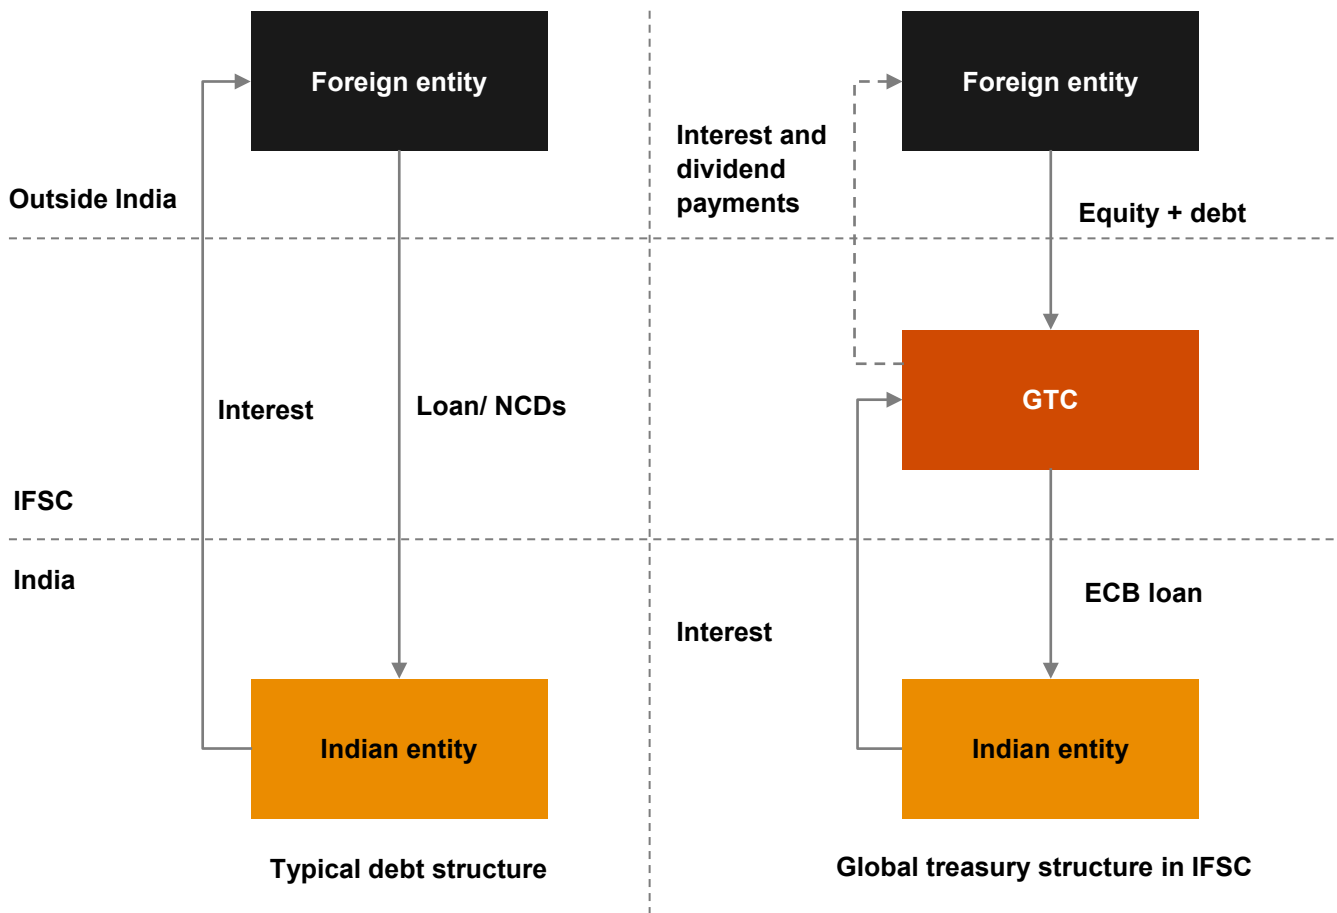 Foreign entity
Outside India
Interest
Loan/ NCDs
IFSC
India
Indian entity
Typical debt structure
Foreign entity
Interest and
dividend
payments
Equity + debt
GTC
ECB loan
Interest
Indian entity
Global treasury structure in IFSC